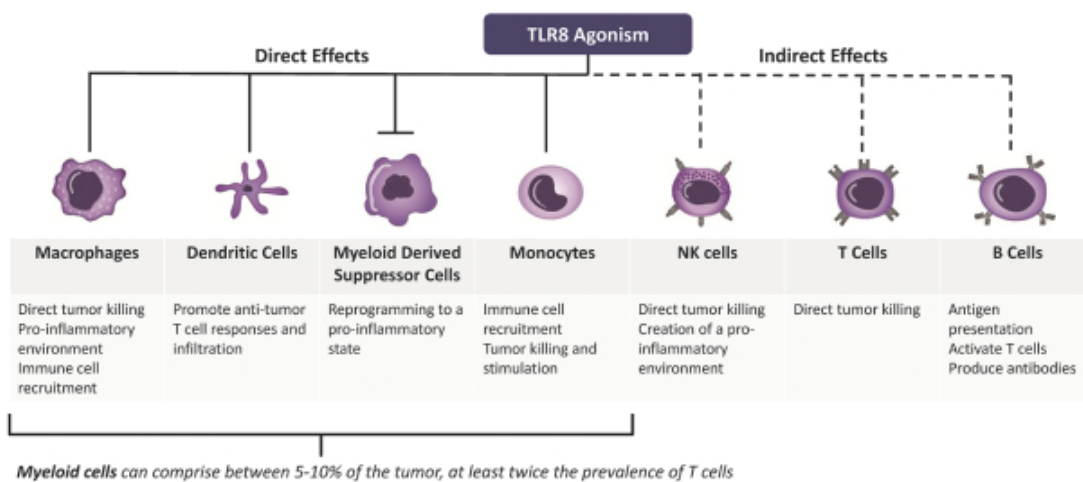 TLR8 Agonism
Direct Effects
Indirect Effects
Macrophages
Direct tumor killing
Pro-inflammatory
environment
Immune cell
recruitment
Dendritic Cells
Promote anti-tumor
T cell responses and
infiltration
Myeloid Derived
Suppressor Cells
Reprogramming to a
pro-inflammatory
state
Monocytes
Immune cell
recruitment
Tumor killing and
stimulation
NK cells
Direct tumor killing
Creation of a pro-
inflammatory
environment
T Cells
Direct tumor killing
B Cells
Antigen
presentation
Activate T cells
Produce antibodies
Myeloid cells can comprise between 5-10% of the tumor, at least twice the prevalence of T cells